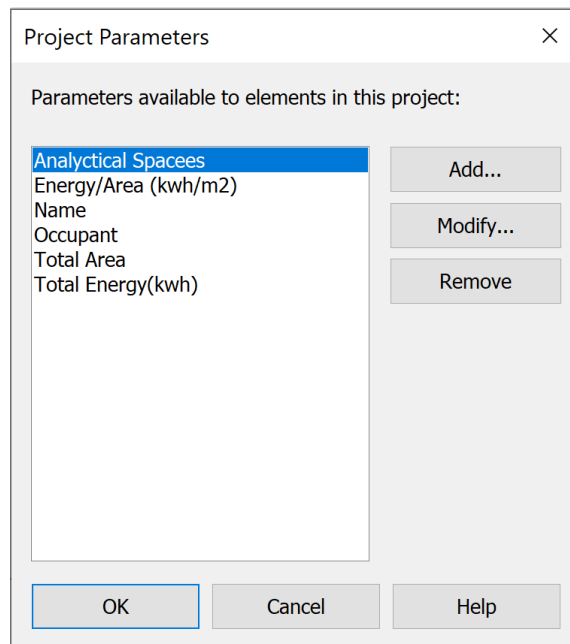 Project Parameters
Parameters available to elements in this project:
Analyctical Spacees
Energy/Area (kwh/m2)
Name
Occupant
Total Area
Total Energy(kwh)
Add...
Modify...
Remove
OK
Cancel
Help